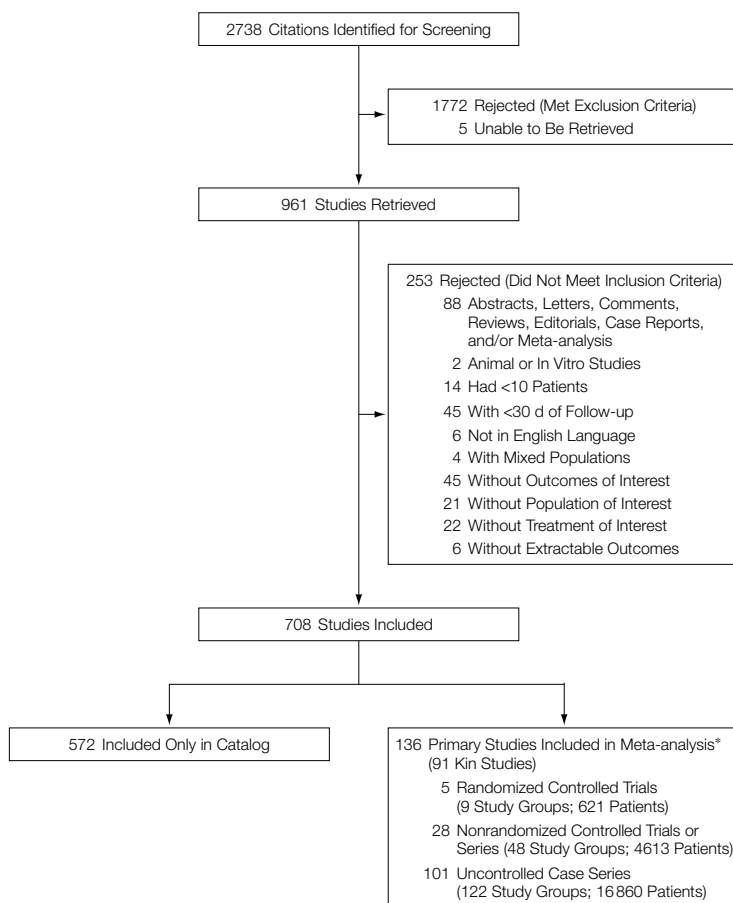 2738 Citations Identified for Screening
1772 Rejected (Met Exclusion Criteria)
5 Unable to Be Retrieved
961 Studies Retrieved
253 Rejected (Did Not Meet Inclusion Criteria)
88 Abstracts, Letters, Comments,
Reviews, Editorials, Case Reports,
and/or Meta-analysis
2 Animal or In Vitro Studies
14 Had <10 Patients
45 With <30 d of Follow-up
6 Not in English Language
4 With Mixed Populations
45 Without Outcomes of Interest
21 Without Population of Interest
22 Without Treatment of Interest
6 Without Extractable Outcomes
708 Studies Included
572 Included Only in Catalog
136 Primary Studies Included in Meta-analysis*
(91 Kin Studies)
5 Randomized Controlled Trials
(9 Study Groups; 621 Patients)
28 Nonrandomized Controlled Trials or
Series (48 Study Groups; 4613 Patients)
101 Uncontrolled Case Series
(122 Study Groups; 16 860 Patients)